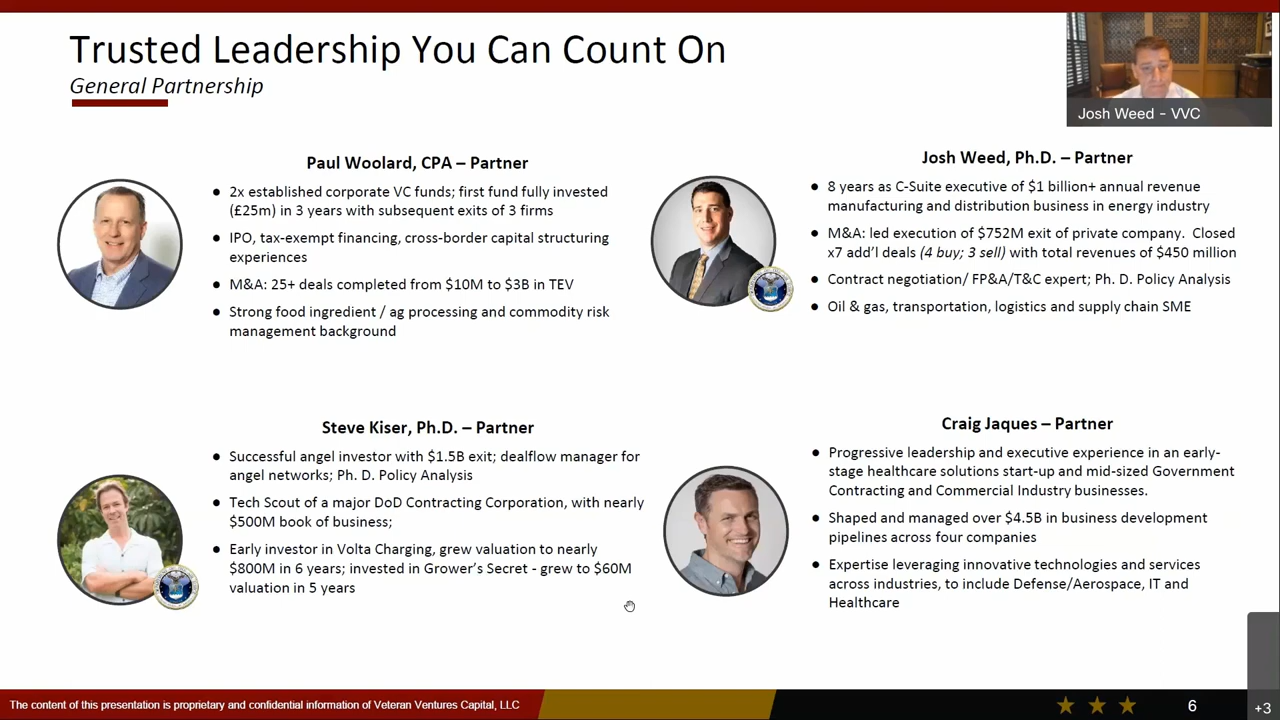 Trusted Leadership You Can Count On
General Partnership
Josh Weed - VVC
Paul Woolard, CPA – Partner
● 2x established corporate VC funds; first fund fully invested
(£25m) in 3 years with subsequent exits of 3 firms
● IPO, tax-exempt financing, cross-border capital structuring
experiences
● M&A: 25+ deals completed from $10M to $3B in TEV
● Strong food ingredient / ag processing and commodity risk
management background
Josh Weed, Ph.D. – Partner
● 8 years as C-Suite executive of $1 billion+ annual revenue
manufacturing and distribution business in energy industry
● M&A: led execution of $752M exit of private company. Closed
x7 add’l deals (4 buy; 3 sell) with total revenues of $450 million
● Contract negotiation/ FP&A/T&C expert; Ph. D. Policy Analysis
● Oil & gas, transportation, logistics and supply chain SME
Steve Kiser, Ph.D. – Partner
● Successful angel investor with $1.5B exit; dealflow manager for
angel networks; Ph. D. Policy Analysis
● Tech Scout of a major DoD Contracting Corporation, with nearly
$500M book of business;
● Early investor in Volta Charging, grew valuation to nearly
$800M in 6 years; invested in Grower’s Secret - grew to $60M
valuation in 5 years
Craig Jaques – Partner
● Progressive leadership and executive experience in an early-
stage healthcare solutions start-up and mid-sized Government
Contracting and Commercial Industry businesses.
● Shaped and managed over $4.5B in business development
pipelines across four companies
● Expertise leveraging innovative technologies and services
across industries, to include Defense/Aerospace, IT and
Healthcare
The content of this presentation is proprietary and confidential information of Veteran Ventures Capital, LLC
6
+3